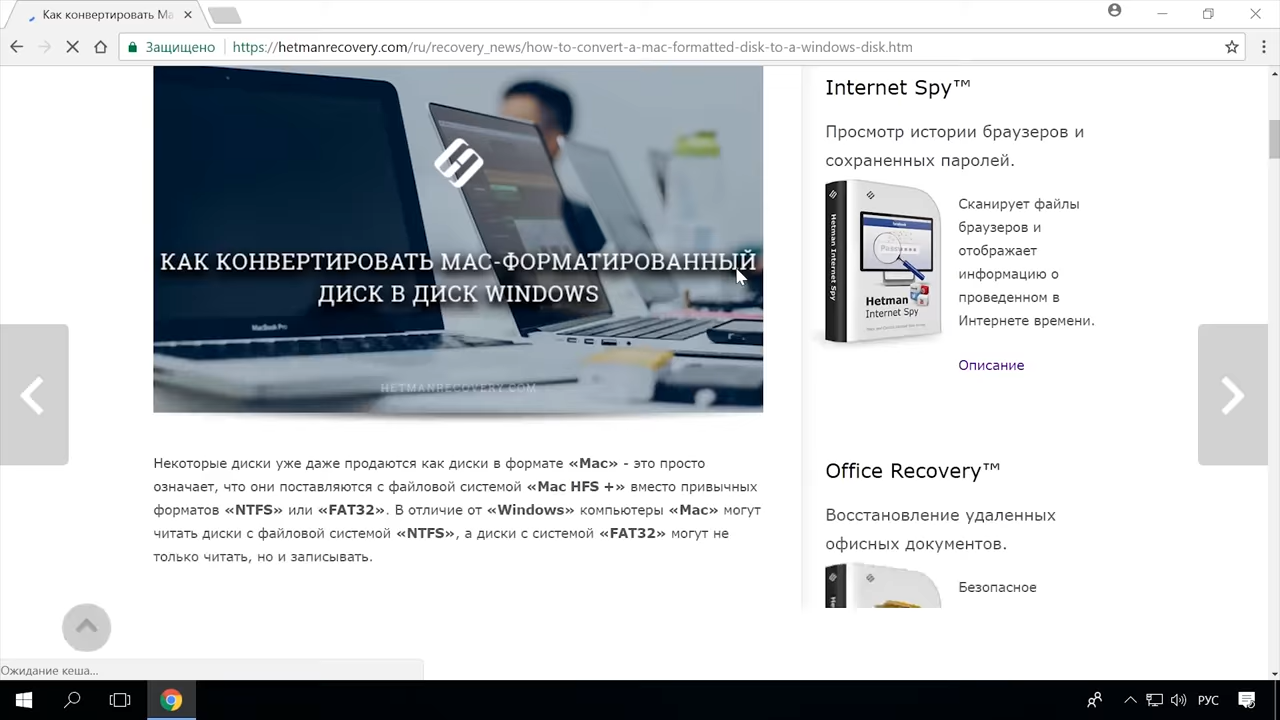 Как конвертировать Ма
Защищено
https://hetmanrecovery.com/ru/recovery_news/how-to-convert-a-mac-formatted-disk-to-a-windows-disk.htm
КАК КОНВЕРТИРОВАТЬ MAC-ФОРМАТИРОВАННЫЙ
ДИСК В ДИСК WINDOWS
MacBook Pro
HETMANRECOVERY.COM
Некоторые диски уже даже продаются как диски в формате «Mac» - это просто
означает, что они поставляются с файловой системой «Mac HFS +» вместо привычных
форматов «NTFS» или «FAT32». В отличие от «Windows» компьютеры «Mac» могут
читать диски с файловой системой «NTFS», а диски с системой «FAT32» могут не
только читать, но и записывать.
Internet Spy™
Просмотр истории браузеров и
сохраненных паролей.
Hetman Internet Spy
Hetman
Internet Spy
Сканирует файлы
браузеров и
отображает
информацию о
проведенном в
Интернете времени.
Описание
Office Recovery™
Восстановление удаленных
офисных документов.
Безопасное
Ожидание кеша...
РУС